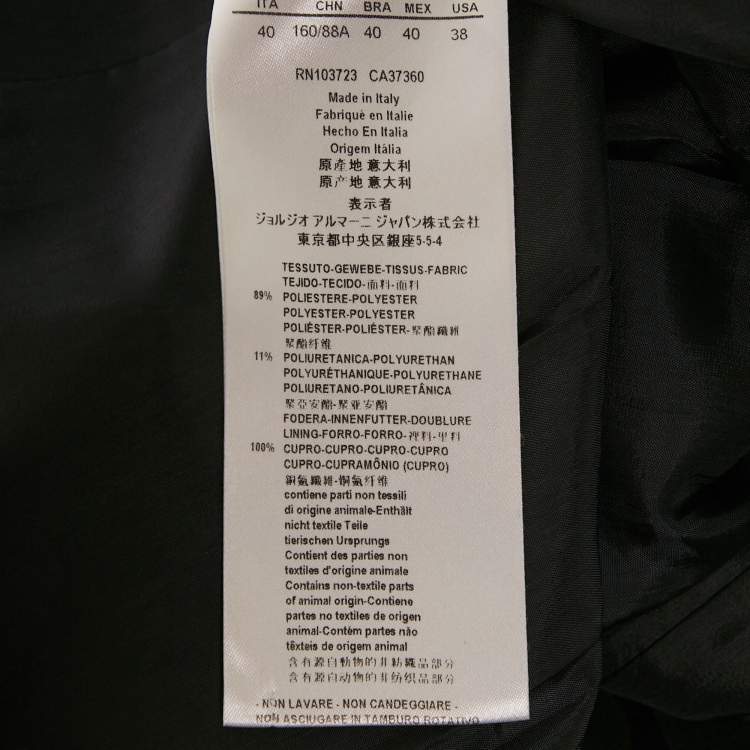 ITA CHN BRA MEX USA
40 160/88A 40 40 38
RN103723 CA37360
Made in Italy
Fabriqué en Italie
Hecho En Italia
Origem Itália
原產地 意大利
原产地 意大利
表示者
ジョルジオ アルマーニ ジャパン株式会社
東京都中央区銀座5-5-4
TESSUTO-GEWEBE-TISSUS-FABRIC
TEJIDO-TECIDO-面料-面料
89% POLIESTERE-POLYESTER
POLYESTER-POLYESTER
POLIÉSTER-POLIÉSTER-聚酯纖維
聚酯纤维
11% POLIURETANICA-POLYURETHAN
POLYURÉTHANIQUE-POLYURETHANE
POLIURETANO-POLIURETÂNICA
聚亞安酯-聚亚安酯
FODERA-INNENFUTTER-DOUBLURE
LINING-FORRO-FORRO-裡料-里料
100% CUPRO-CUPRO-CUPRO-CUPRO
CUPRO-CUPRAMÔNIO (CUPRO)
銅氨纖維-铜氨纤维
contiene parti non tessili
di origine animale-Enthält
nicht textile Teile
tierischen Ursprungs
Contient des parties non
textiles d'origine animale
Contains non-textile parts
of animal origin-Contiene
partes no textiles de origen
animal-Contém partes não
têxteis de origem animal
含有源自動物的非紡織品部分
含有源自动物的非纺织品部分
- NON LAVARE - NON CANDEGGIARE -
NON ASCIUGARE IN TAMBURO ROTATIVO